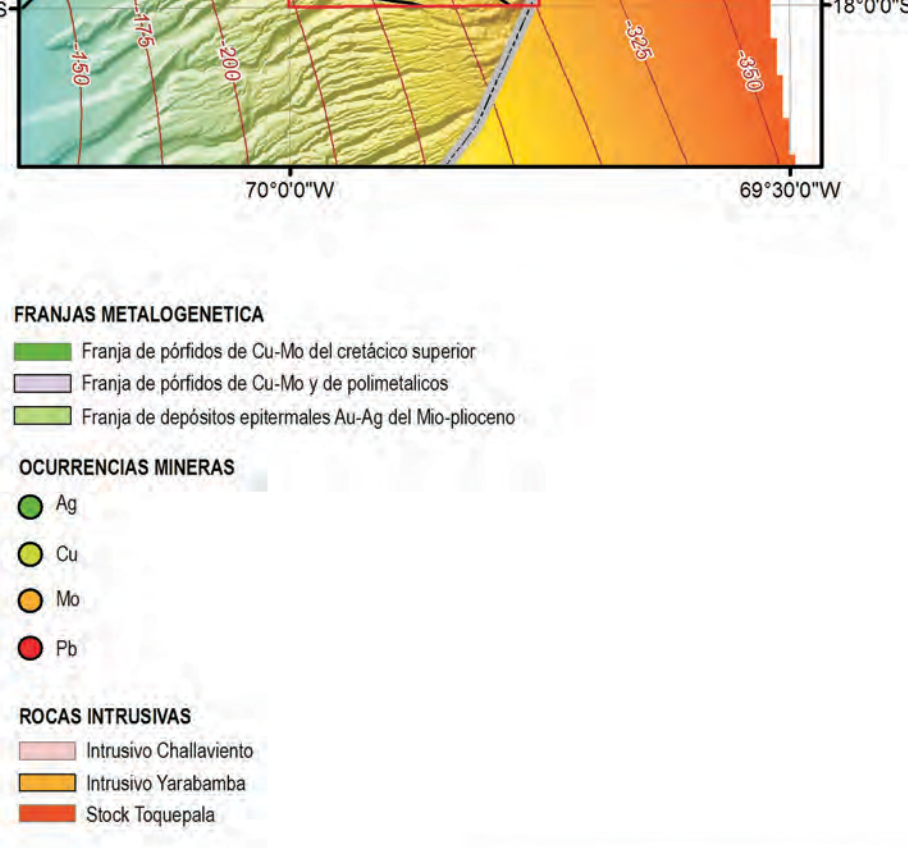 S
18°0'0"S
-150
-175
-200
-325
-350
70°0'0"W
69°30'0"W
FRANJAS METALOGENETICA
Franja de pórfidos de Cu-Mo del cretácico superior
Franja de pórfidos de Cu-Mo y de polimetalicos
Franja de depósitos epitermales Au-Ag del Mio-plioceno
OCURRENCIAS MINERAS
Ag
Cu
Mo
Pb
ROCAS INTRUSIVAS
Intrusivo Challaviento
Intrusivo Yarabamba
Stock Toquepala